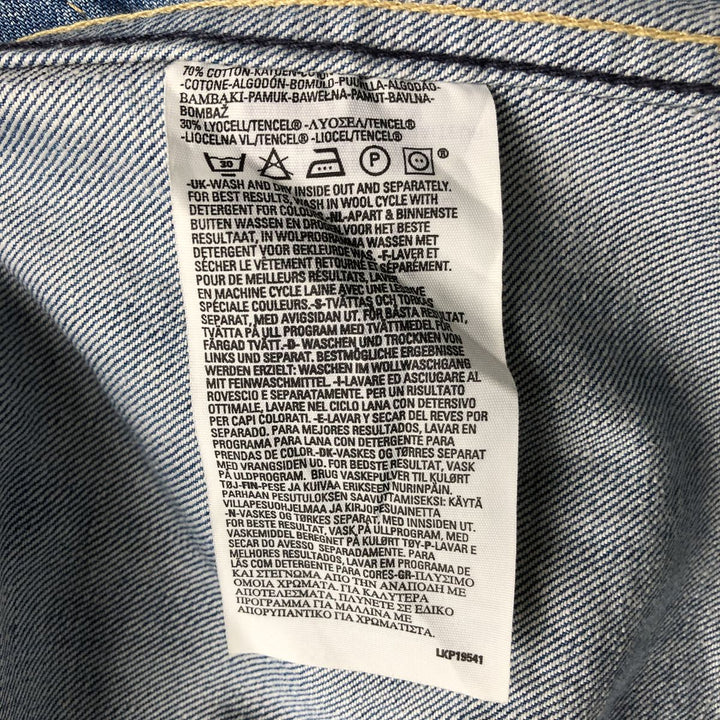 70% COTTON-KATOEN-COTON
-COTONE-ALGODÓN-BOMULD-PUUVILLA-ALGODÃO-
ΒΑΜΒΑΚΙ-PAMUK-BAWEŁNA-PAMUT-BAVLNA-
BOMBAŽ
30% LYOCELL/TENCEL® -ΛΥΟΣΕΛ/TENCEL®
-LIOCELNA VL./TENCEL® -LIOCEL/TENCEL®
30 P ®
-UK-WASH AND DRY INSIDE OUT AND SEPARATELY.
FOR BEST RESULTS, WASH IN WOOL CYCLE WITH
DETERGENT FOR COLOURS.-NL-APART & BINNENSTE
BUITEN WASSEN EN DROGEN. VOOR HET BESTE
RESULTAAT, IN WOLPROGRAMMA WASSEN MET
DETERGENT VOOR GEKLEURDE WAS.-F-LAVER ET
SÉCHER LE VÊTEMENT RETOURNÉ ET SÉPARÉMENT.
POUR DE MEILLEURS RÉSULTATS, LAVER
EN MACHINE CYCLE LAINE AVEC UNE LESSIVE
SPÉCIALE COULEURS.-S-TVÄTTAS OCH TORKAS
SEPARAT, MED AVIGSIDAN UT. FÖR BÄSTA RESULTAT,
TVÄTTA PÅ ULL PROGRAM MED TVÄTTMEDEL FÖR
FÄRGAD TVÄTT.-D- WASCHEN UND TROCKNEN VON
LINKS UND SEPARAT. BESTMÖGLICHE ERGEBNISSE
WERDEN ERZIELT: WASCHEN IM WOLLWASCHGANG
MIT FEINWASCHMITTEL.-I-LAVARE ED ASCIUGARE AL
ROVESCIO E SEPARATAMENTE. PER UN RISULTATO
OTTIMALE, LAVARE NEL CICLO LANA CON DETERSIVO
PER CAPI COLORATI.-E-LAVAR Y SECAR DEL REVES POR
SEPARADO. PARA MEJORES RESULTADOS, LAVAR EN
PROGRAMA PARA LANA CON DETERGENTE PARA
PRENDAS DE COLOR.-DK-VASKES OG TØRRES SEPARAT
MED VRANGSIDEN UD. FOR BEDSTE RESULTAT, VASK
PÅ ULDPROGRAM. BRUG VASKEPULVER TIL KULØRT
TØJ-FIN-PESE JA KUIVAA ERIKSEEN NURINPÄIN.
PARHAAN PESUTULOKSEN SAAVUTTAMISEKSI: KÄYTÄ
VILLAPESUOHJELMAA JA KIRJOPESUAINETTA
-N-VASKES OG TØRKES SEPARAT, MED INNSIDEN UT.
FOR BESTE RESULTAT, VASK PÅ ULLPROGRAM, MED
VASKEMIDDEL BEREGNET PÅ KULØRT TØY-P-LAVAR E
SECAR DO AVESSO SEPARADAMENTE. PARA
MELHORES RESULTADOS, LAVAR EM PROGRAMA DE
LÃS COM DETERGENTE PARA CORES-GR-ΠΛΥΣΙΜΟ
ΚΑΙ ΣΤΕΓΝΩΜΑ ΑΠΟ ΤΗΝ ΑΝΑΠΟΔΗ ΜΕ
ΟΜΟΙΑ ΧΡΩΜΑΤΑ. ΓΙΑ ΚΑΛΥΤΕΡΑ
ΑΠΟΤΕΛΕΣΜΑΤΑ, ΠΛΥΝΕΤΕ ΣΕ ΕΙΔΙΚΟ
ΠΡΟΓΡΑΜΜΑ ΓΙΑ ΜΑΛΛΙΝΑ ΜΕ
ΑΠΟΡΥΠΑΝΤΙΚΟ ΓΙΑ ΧΡΩΜΑΤΙΣΤΑ.
LKP19541